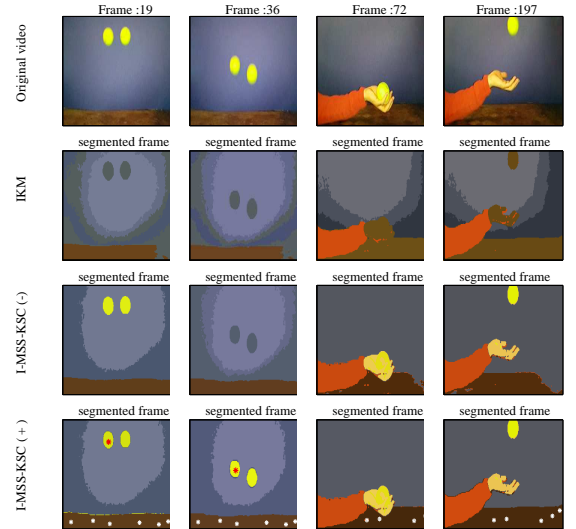 Frame :19 Frame :36 Frame :72 Frame :197
Original video
segmented frame segmented frame segmented frame segmented frame
IKM
segmented frame segmented frame segmented frame segmented frame
I-MSS-KSC (-)
segmented frame segmented frame segmented frame segmented frame
I-MSS-KSC (+)